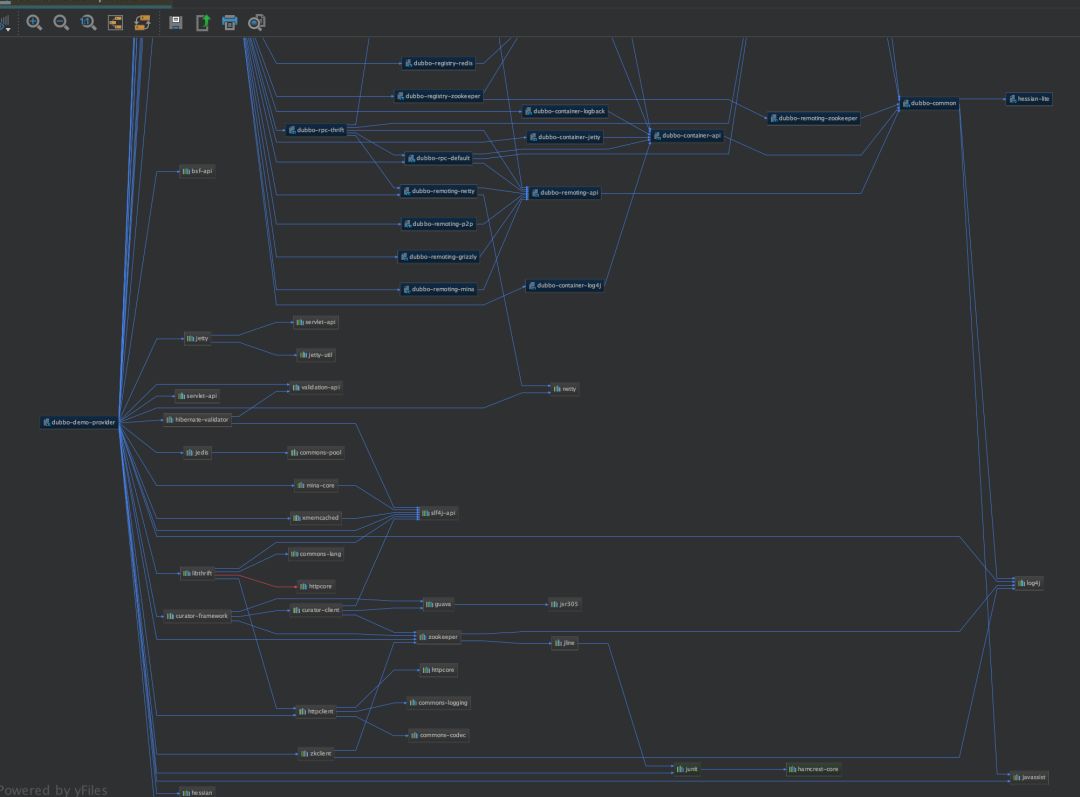 dubbo-registry-redis
dubbo-registry-zookeeper
dubbo-common
hessian-lite
dubbo-container-logback
dubbo-remoting-zookeeper
dubbo-rpc-thrift
dubbo-container-jetty
dubbo-container-api
dubbo-rpc-default
bsf-api
dubbo-remoting-netty
dubbo-remoting-api
dubbo-remoting-p2p
dubbo-remoting-grizzly
dubbo-container-log4j
dubbo-remoting-mina
servlet-api
jetty
jetty-util
validation-api
netty
servlet-api
dubbo-demo-provider
hibernate-validator
jedis
commons-pool
mina-core
xmemcached
slf4j-api
commons-lang
libthrift
httpcore
log4j
curator-framework
curator-client
guava
jsr305
zookeeper
jline
httpcore
commons-logging
httpclient
commons-codec
zkclient
junit
hamcrest-core
javassist
hessian
Powered by yFiles